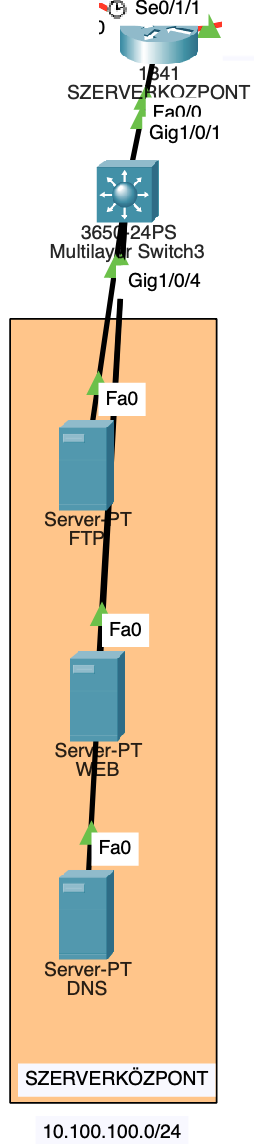 Se0/1/1
1841
SZERVERKOZPONT
Fa0/0
Gig1/0/1
3650-24PS
Multilayer Switch3
Gig1/0/4
Fa0
Server-PT
FTP
Fa0
Server-PT
WEB
Fa0
Server-PT
DNS
SZERVERKÖZPONT
10.100.100.0/24